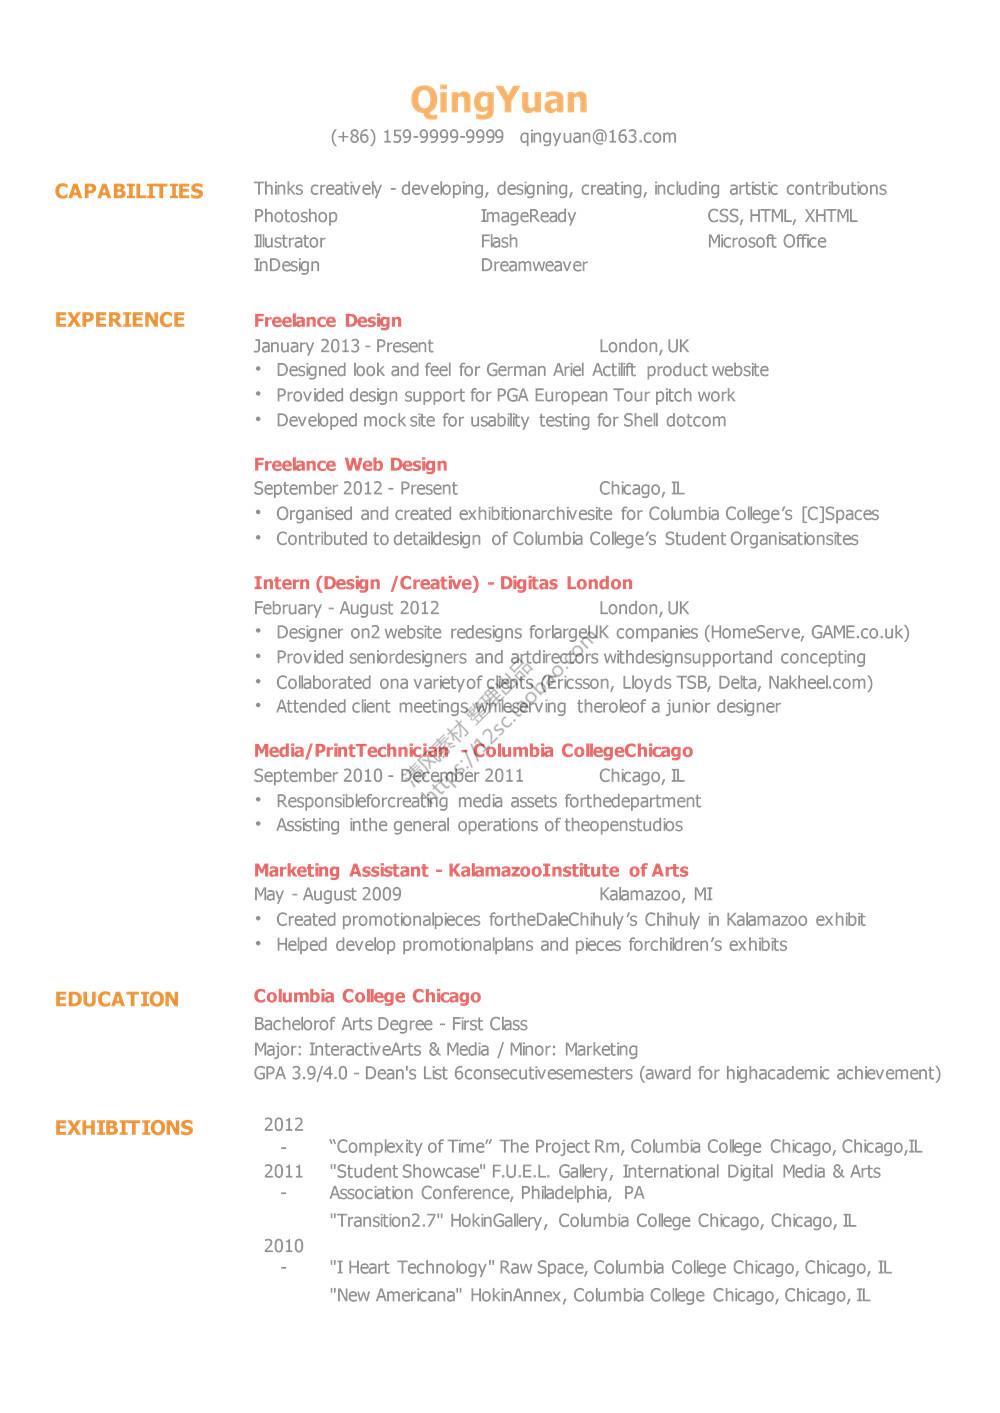 QingYuan
(+86) 159-9999-9999 qingyuan@163.com
CAPABILITIES
Thinks creatively - developing, designing, creating, including artistic contributions
Photoshop ImageReady CSS, HTML, XHTML
Illustrator Flash Microsoft Office
InDesign Dreamweaver
EXPERIENCE
Freelance Design
January 2013 - Present London, UK
• Designed look and feel for German Ariel Actilift product website
• Provided design support for PGA European Tour pitch work
• Developed mock site for usability testing for Shell dotcom
Freelance Web Design
September 2012 - Present Chicago, IL
• Organised and created exhibitionarchivesite for Columbia College’s [C]Spaces
• Contributed to detaildesign of Columbia College’s Student Organisationsites
Intern (Design /Creative) - Digitas London
February - August 2012 London, UK
• Designer on2 website redesigns forlargeUK companies (HomeServe, GAME.co.uk)
• Provided seniordesigners and artdirectors withdesignsupportand concepting
• Collaborated ona varietyof clients (Ericsson, Lloyds TSB, Delta, Nakheel.com)
• Attended client meetings whileserving theroleof a junior designer
Media/PrintTechnician - Columbia CollegeChicago
September 2010 - December 2011 Chicago, IL
• Responsibleforcreating media assets forthedepartment
• Assisting inthe general operations of theopenstudios
Marketing Assistant - KalamazooInstitute of Arts
May - August 2009 Kalamazoo, MI
• Created promotionalpieces fortheDaleChihuly’s Chihuly in Kalamazoo exhibit
• Helped develop promotionalplans and pieces forchildren’s exhibits
EDUCATION
Columbia College Chicago
Bachelorof Arts Degree - First Class
Major: InteractiveArts & Media / Minor: Marketing
GPA 3.9/4.0 - Dean's List 6consecutivesemesters (award for highacademic achievement)
EXHIBITIONS
2012
- “Complexity of Time” The Project Rm, Columbia College Chicago, Chicago,IL
2011 "Student Showcase" F.U.E.L. Gallery, International Digital Media & Arts
- Association Conference, Philadelphia, PA
"Transition2.7" HokinGallery, Columbia College Chicago, Chicago, IL
2010
- "I Heart Technology" Raw Space, Columbia College Chicago, Chicago, IL
"New Americana" HokinAnnex, Columbia College Chicago, Chicago, IL
清风素材 整理出品
https://12sc.taobao.com